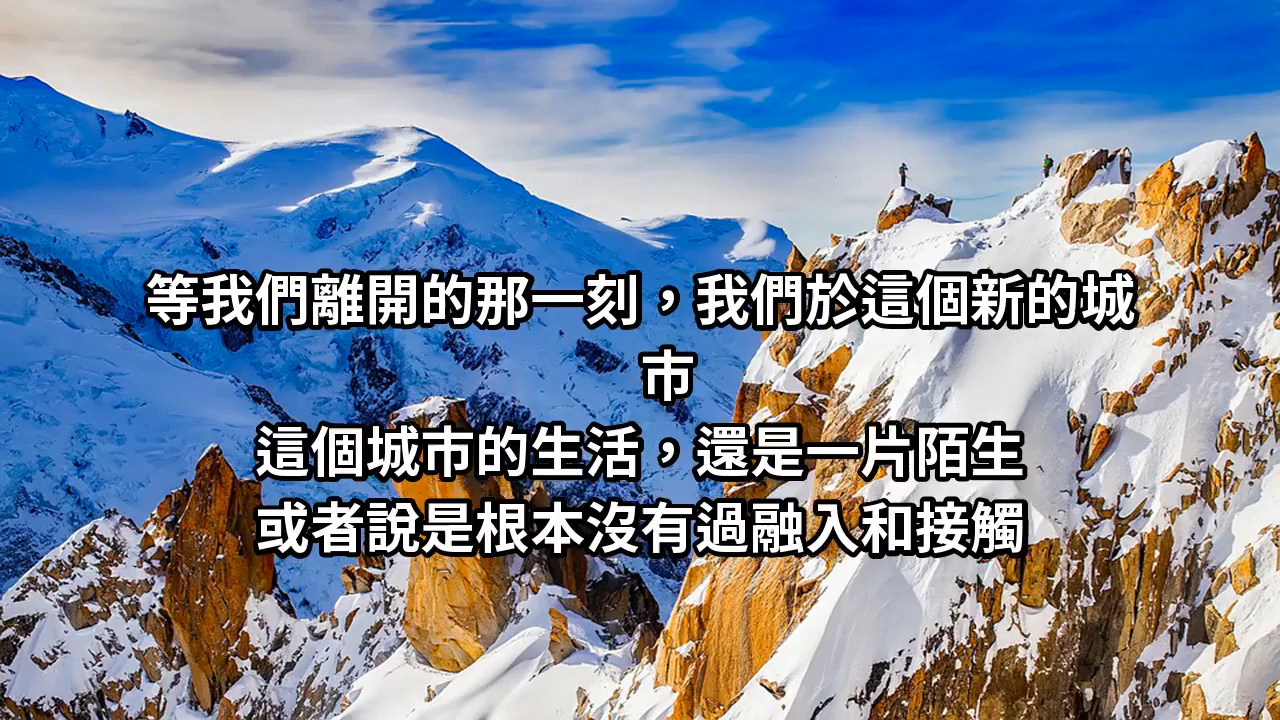 等我們離開的那一刻，我們於這個新的城
市
這個城市的生活，還是一片陌生
或者說是根本沒有過融入和接觸